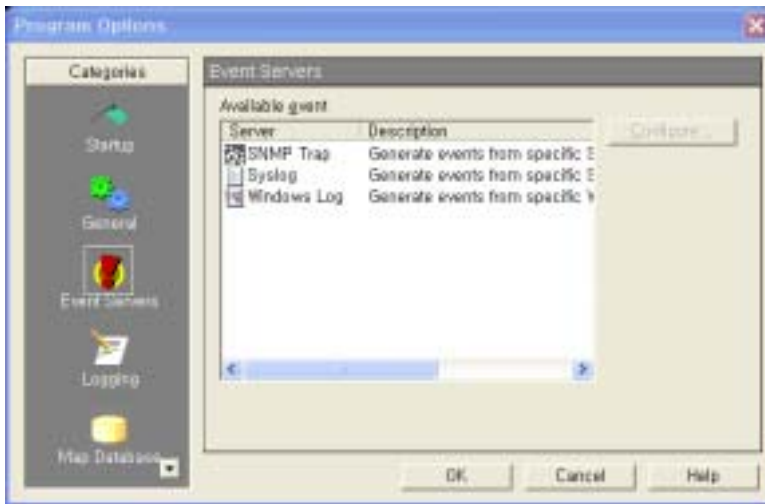 Program Options
Categories
Startup
General
Event Servers
Logging
Map Database
Event Servers
Available event
Server Description
SNMP Trap Generate events from specific S
Syslog Generate events from specific S
Windows Log Generate events from specific W
Configure...
OK Cancel Help